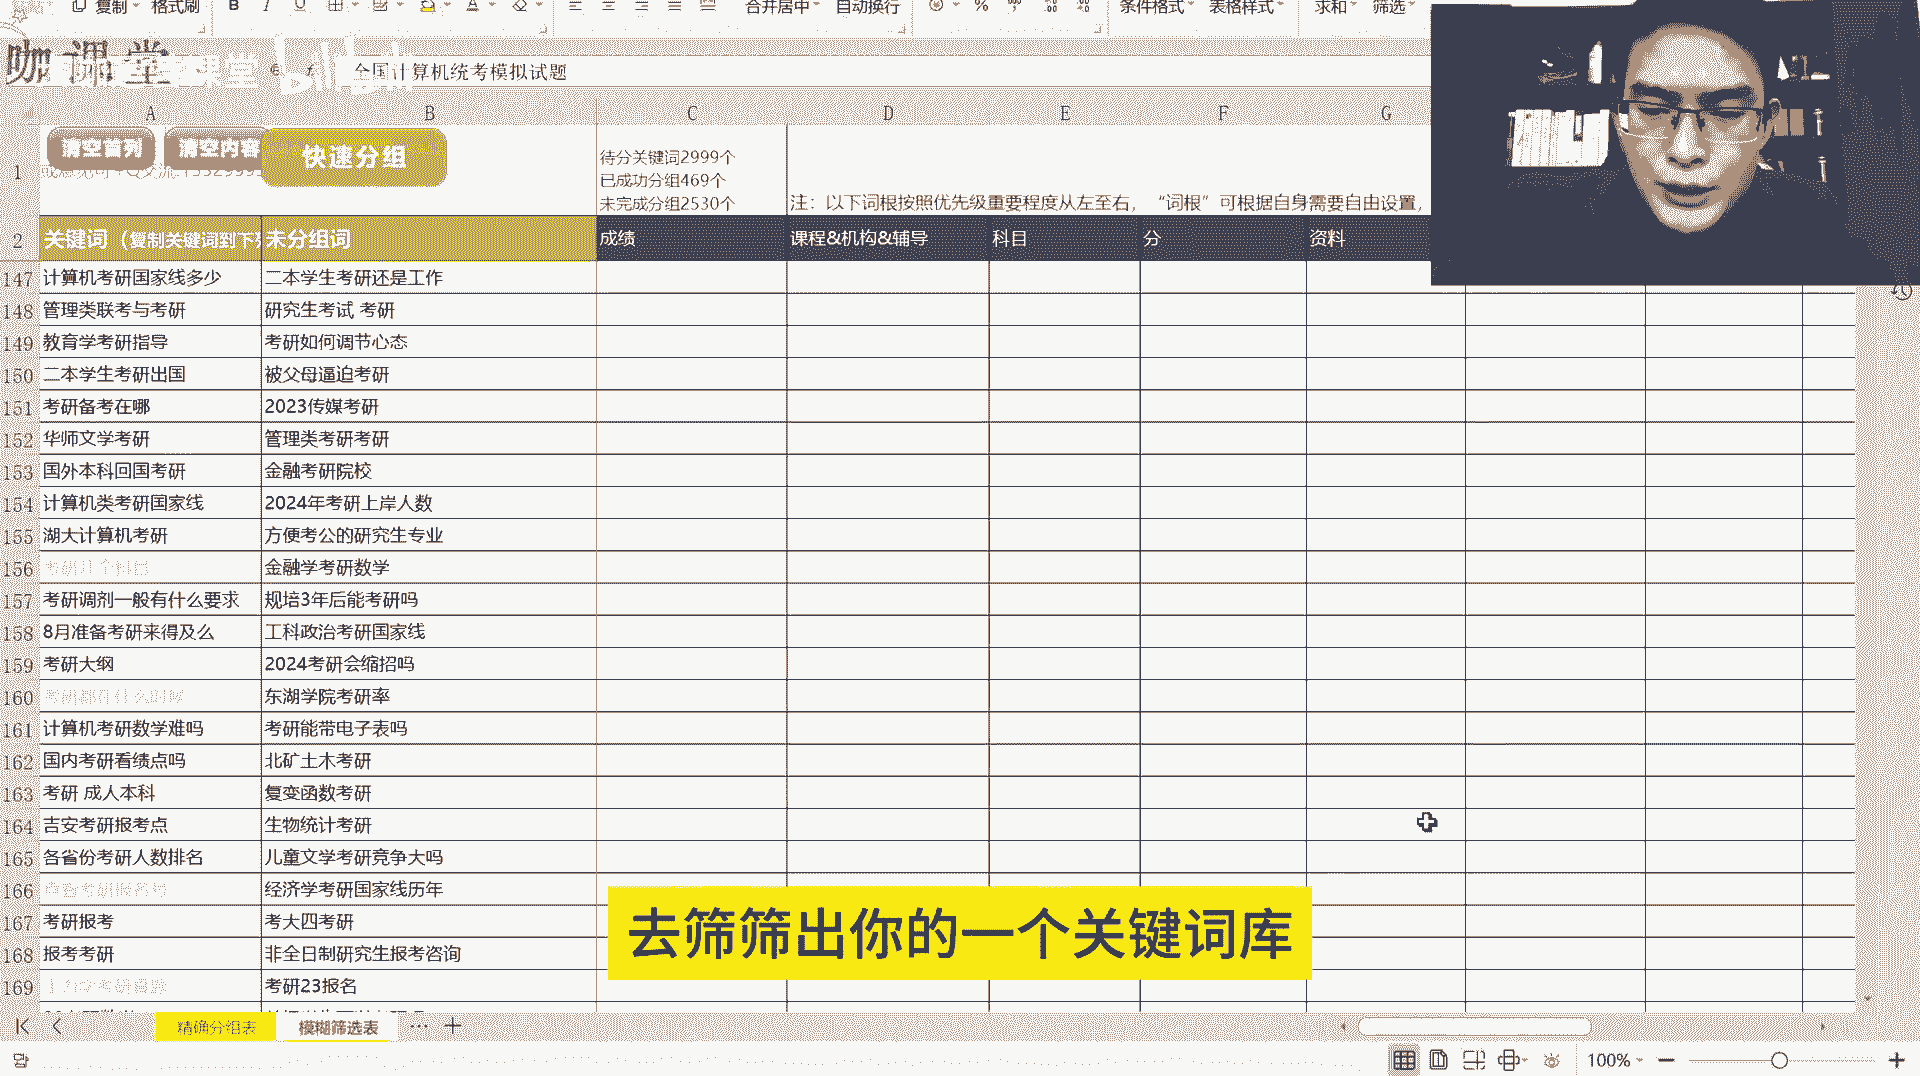 复制 格式刷 B I U 合并居中 自动换行 % 条件格式 表格样式 求和 筛选
咖课堂
全国计算机统考模拟试题
A B C D E F G
清空首列 清空内容 快速分组
1
待分关键词2999个
已成功分组469个
未完成分组2530个
注：以下词根按照优先级重要程度从左至右，“词根”可根据自身需要自由设置，
2 关键词（复制关键词到下 未分组词 成绩 课程&机构&辅导 科目 分 资料
147 计算机考研国家线多少 二本学生考研还是工作
148 管理类联考与考研 研究生考试 考研
149 教育学考研指导 考研如何调节心态
150 二本学生考研出国 被父母逼迫考研
151 考研备考在哪 2023传媒考研
152 华师文学考研 管理类考研考研
153 国外本科回国考研 金融考研院校
154 计算机类考研国家线 2024年考研上岸人数
155 湖大计算机考研 方便考公的研究生专业
156 考研几个科目 金融学考研数学
157 考研调剂一般有什么要求 规培3年后能考研吗
158 8月准备考研来得及么 工科政治考研国家线
159 考研大纲 2024考研会缩招吗
160 东湖学院考研率
161 计算机考研数学难吗 考研能带电子表吗
162 国内考研看绩点吗 北矿土木考研
163 考研 成人本科 复变函数考研
164 吉安考研报考点 生物统计考研
165 各省份考研人数排名 儿童文学考研竞争大吗
166 经济学考研国家线历年
167 考研报考 考大四考研
168 报考考研 非全日制研究生报考咨询
169 考研23报名
去筛筛出你的一个关键词库
精确分组表 模糊筛选表 ··· +
100% − +